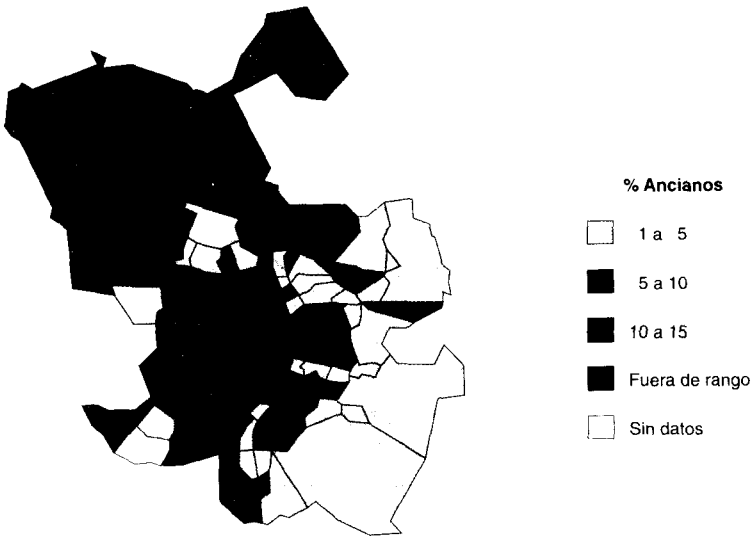 % Ancianos
1 a 5
5 a 10
10 a 15
Fuera de rango
Sin datos